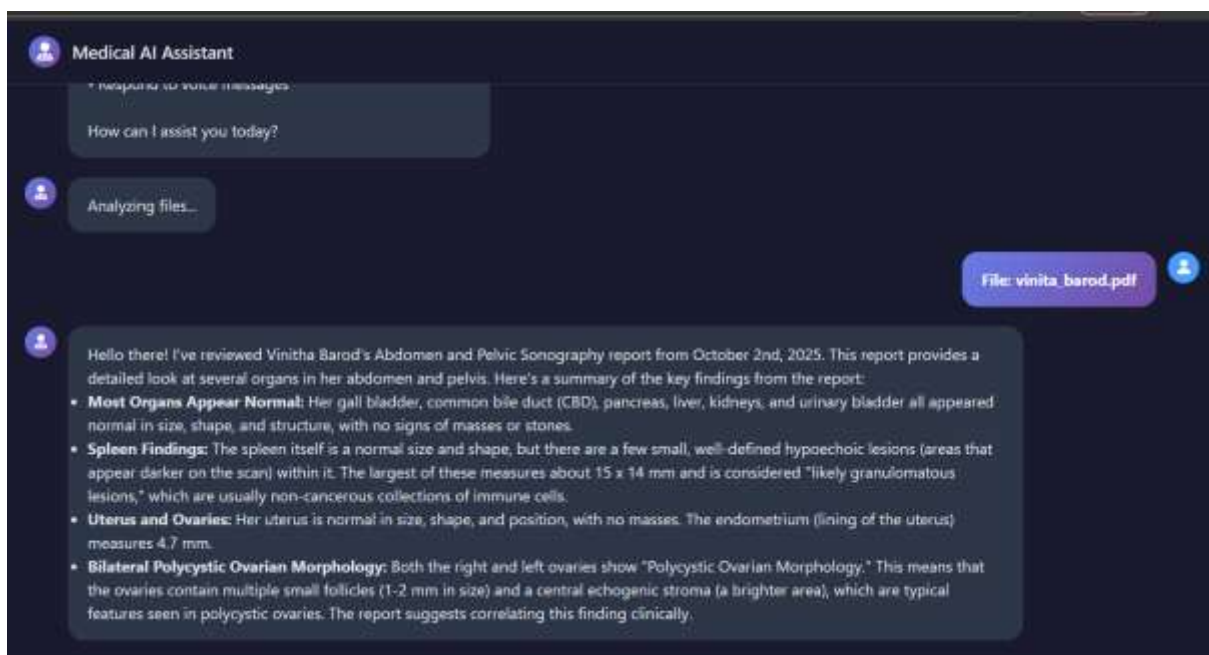 Medical AI Assistant
• Respond to voice messages
How can I assist you today?
Analyzing files...
File: vinita_barod.pdf
Hello there! I've reviewed Vinitha Barod's Abdomen and Pelvic Sonography report from October 2nd, 2025. This report provides a
detailed look at several organs in her abdomen and pelvis. Here's a summary of the key findings from the report:
• Most Organs Appear Normal: Her gall bladder, common bile duct (CBD), pancreas, liver, kidneys, and urinary bladder all appeared
normal in size, shape, and structure, with no signs of masses or stones.
• Spleen Findings: The spleen itself is a normal size and shape, but there are a few small, well-defined hypoechoic lesions (areas that
appear darker on the scan) within it. The largest of these measures about 15 x 14 mm and is considered "likely granulomatous
lesions," which are usually non-cancerous collections of immune cells.
• Uterus and Ovaries: Her uterus is normal in size, shape, and position, with no masses. The endometrium (lining of the uterus)
measures 4.7 mm.
• Bilateral Polycystic Ovarian Morphology: Both the right and left ovaries show "Polycystic Ovarian Morphology." This means that
the ovaries contain multiple small follicles (1-2 mm in size) and a central echogenic stroma (a brighter area), which are typical
features seen in polycystic ovaries. The report suggests correlating this finding clinically.